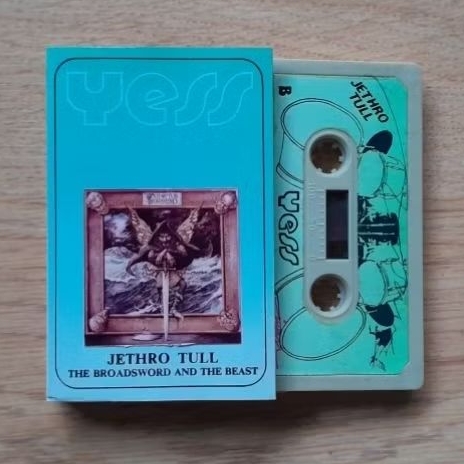 Yess
JETHRO TULL
THE BROADSWORD AND THE BEAST
B
JETHRO
TULL
Yess